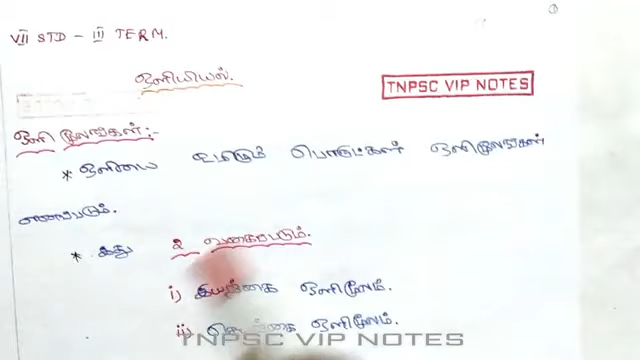 VII STD - III TERM.
ஒளியியல்.
TNPSC VIP NOTES
ஒளி மூலங்கள் :-
* ஒளியை உமிழும் பொருட்கள் ஒளிமூலங்கள்
எனப்படும்.
* இது 2 வகைப்படும்.
i) இயற்கை ஒளிமூலம்.
ii) ஒளிமூலம்.
TNPSC VIP NOTES